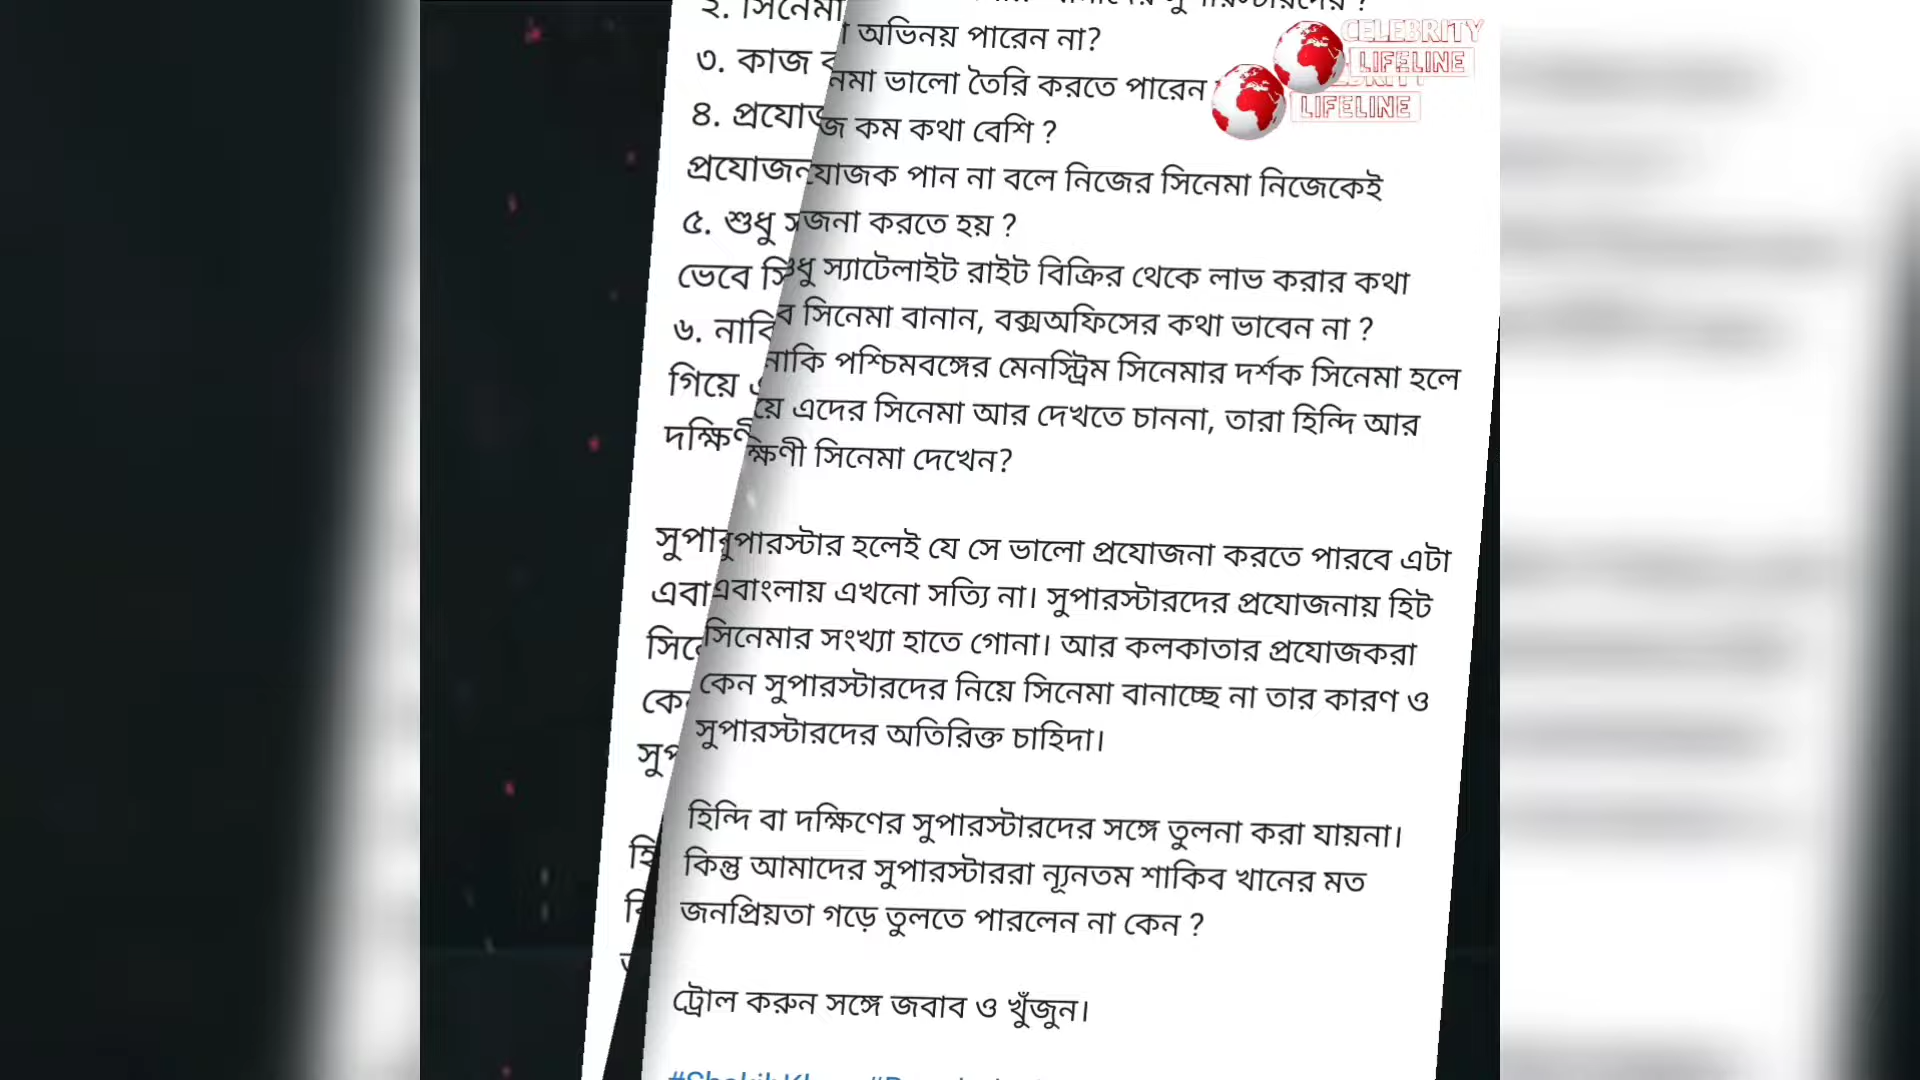 ২. সিনেমা
অভিনয় পারেন না?
৩. কাজ
নমা ভালো তৈরি করতে পারেন
৪. প্রযোজ
জ কম কথা বেশি ?
প্রযোজন
যোজক পান না বলে নিজের সিনেমা নিজেকেই
৫. শুধু স
জনা করতে হয় ?
ভেবে সি
শুধু স্যাটেলাইট রাইট বিক্রির থেকে লাভ করার কথা
৬. নাকি
ব সিনেমা বানান, বক্সঅফিসের কথা ভাবেন না ?
গিয়ে এ
নাকি পশ্চিমবঙ্গের মেনস্ট্রিম সিনেমার দর্শক সিনেমা হলে
দক্ষিণী
য়ে এদের সিনেমা আর দেখতে চাননা, তারা হিন্দি আর
ক্ষিণী সিনেমা দেখেন?
সুপার
পারস্টার হলেই যে সে ভালো প্রযোজনা করতে পারবে এটা
এবা
এবাংলায় এখনো সত্যি না। সুপারস্টারদের প্রযোজনায় হিট
সিনে
সিনেমার সংখ্যা হাতে গোনা। আর কলকাতার প্রযোজকরা
কেন
কেন সুপারস্টারদের নিয়ে সিনেমা বানাচ্ছে না তার কারণ ও
সুপ
সুপারস্টারদের অতিরিক্ত চাহিদা।
হি
হিন্দি বা দক্ষিণের সুপারস্টারদের সঙ্গে তুলনা করা যায়না।
কি
কিন্তু আমাদের সুপারস্টাররা ন্যূনতম শাকিব খানের মত
জ
জনপ্রিয়তা গড়ে তুলতে পারলেন না কেন ?
ট্রোল করুন সঙ্গে জবাব ও খুঁজুন।
CELEBRITY
LIFELINE
LIFELINE